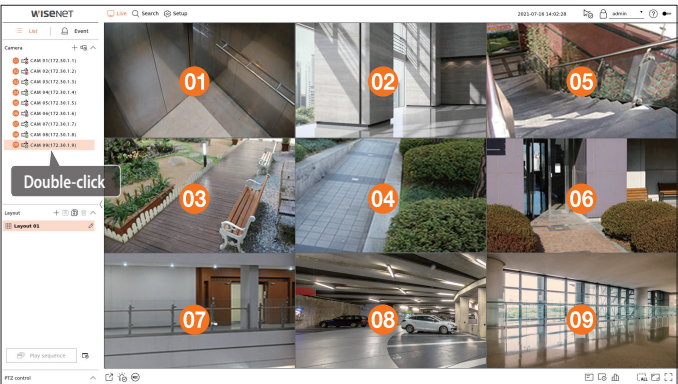 WISENET
Live Search Setup
2021-07-16 14:02:28
admin
List Event
Camera
CAM 01(172.30.1.1)
CAM 02(172.30.1.2)
CAM 03(172.30.1.3)
CAM 04(172.30.1.4)
CAM 05(172.30.1.5)
CAM 06(172.30.1.6)
CAM 07(172.30.1.7)
CAM 08(172.30.1.8)
CAM 09(172.30.1.9)
Double-click
Layout
Layout 01
Play sequence
PTZ control
01
02
05
03
04
06
07
08
09
ALL